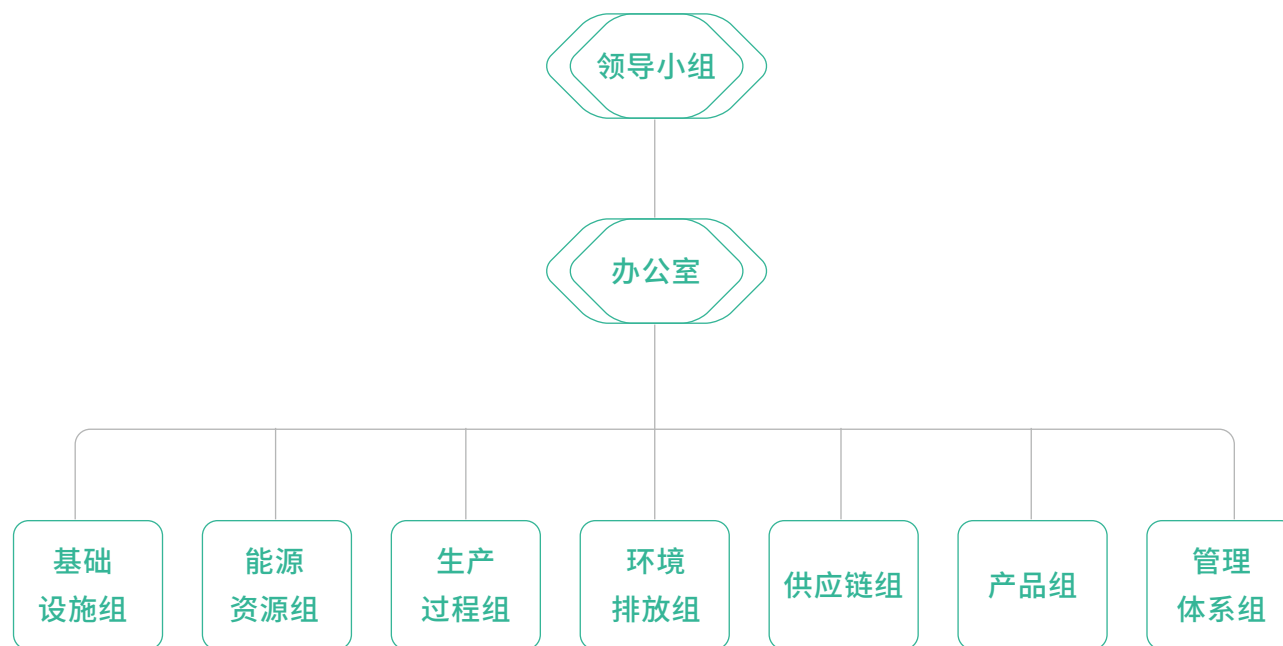 领导小组
办公室
基础
设施组
能源
资源组
生产
过程组
环境
排放组
供应链组
产品组
管理
体系组